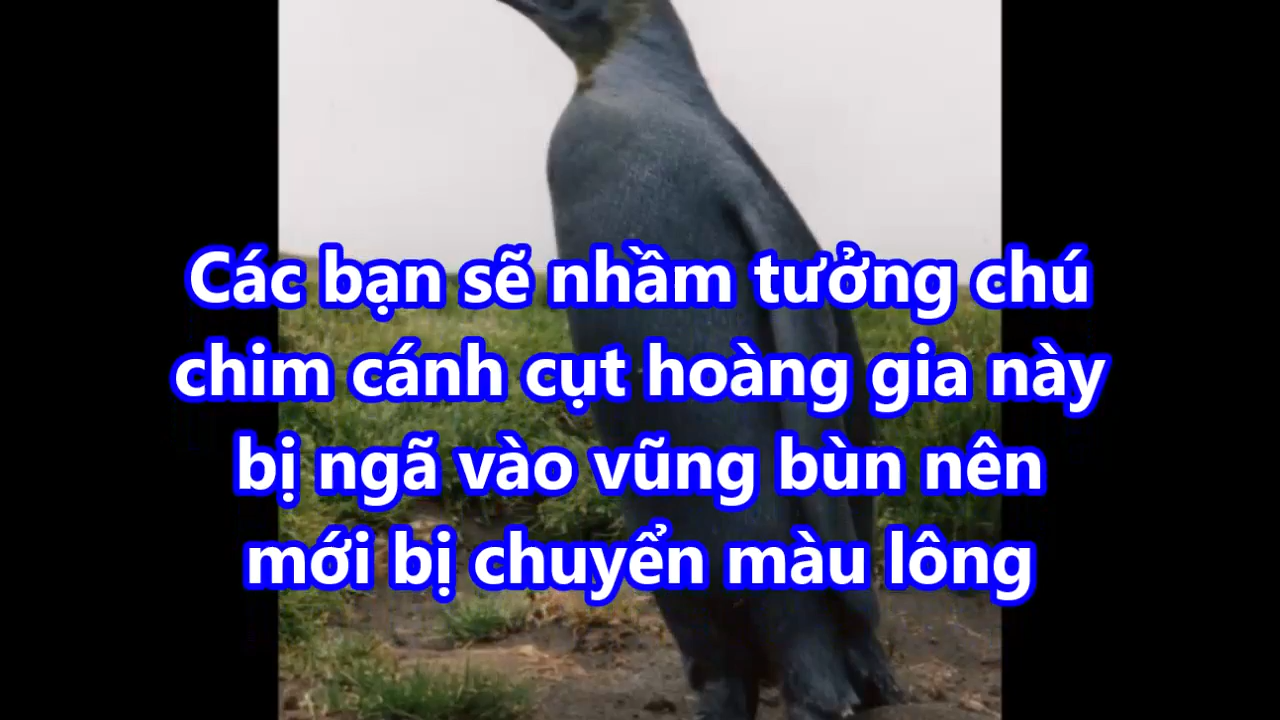 Các bạn sẽ nhầm tưởng chú
chim cánh cụt hoàng gia này
bị ngã vào vũng bùn nên
mới bị chuyển màu lông